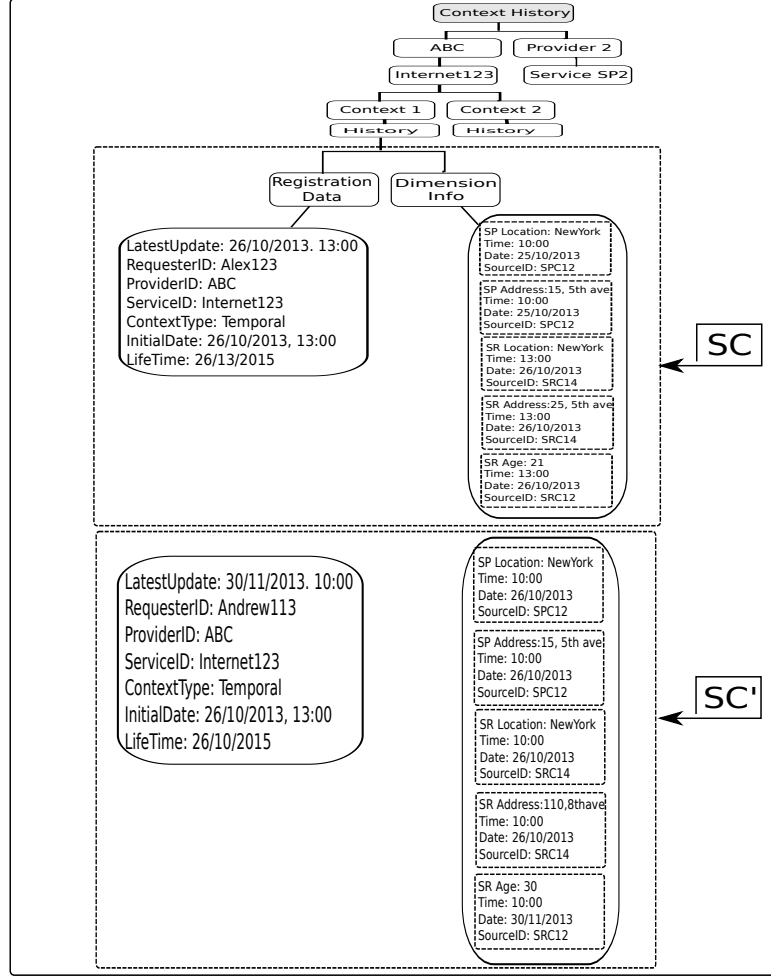 Context History
ABC
Provider 2
Internet123
Service SP2
Context 1
Context 2
History
History
Registration
Data
Dimension
Info
LatestUpdate: 26/10/2013. 13:00
RequesterID: Alex123
ProviderID: ABC
ServiceID: Internet123
ContextType: Temporal
InitialDate: 26/10/2013, 13:00
LifeTime: 26/13/2015
SP Location: NewYork
Time: 10:00
Date: 25/10/2013
SourceID: SPC12
SP Address:15, 5th ave
Time: 10:00
Date: 25/10/2013
SourceID: SPC12
SR Location: NewYork
Time: 13:00
Date: 26/10/2013
SourceID: SRC14
SR Address:25, 5th ave
Time: 13:00
Date: 26/10/2013
SourceID: SRC14
SR Age: 21
Time: 13:00
Date: 26/10/2013
SourceID: SRC12
SC
LatestUpdate: 30/11/2013. 10:00
RequesterID: Andrew113
ProviderID: ABC
ServiceID: Internet123
ContextType: Temporal
InitialDate: 26/10/2013, 13:00
LifeTime: 26/10/2015
SP Location: NewYork
Time: 10:00
Date: 26/10/2013
SourceID: SPC12
SP Address:15, 5th ave
Time: 10:00
Date: 26/10/2013
SourceID: SPC12
SR Location: NewYork
Time: 10:00
Date: 26/10/2013
SourceID: SRC14
SR Address:110,8thave
Time: 10:00
Date: 26/10/2013
SourceID: SRC14
SR Age: 30
Time: 10:00
Date: 30/11/2013
SourceID: SRC12
SC'